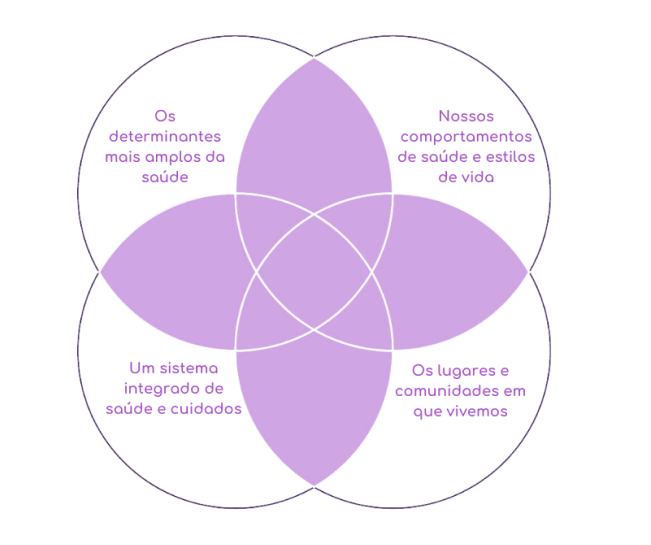 Os
determinantes
mais amplos da
saúde
Nossos
comportamentos
de saúde e estilos
de vida
Um sistema
integrado de
saúde e cuidados
Os lugares e
comunidades em
que vivemos